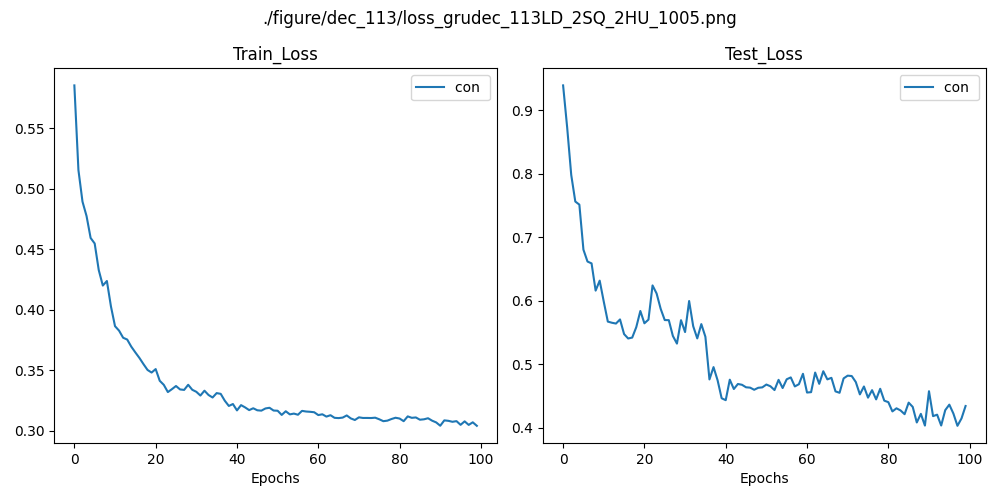 ./figure/dec_113/loss_grudec_113LD_2SQ_2HU_1005.png
Train_Loss
con
0.55
0.50
0.45
0.40
0.35
0.30
0 20 40 60 80 100
Epochs
Test_Loss
con
0.9
0.8
0.7
0.6
0.5
0.4
0 20 40 60 80 100
Epochs